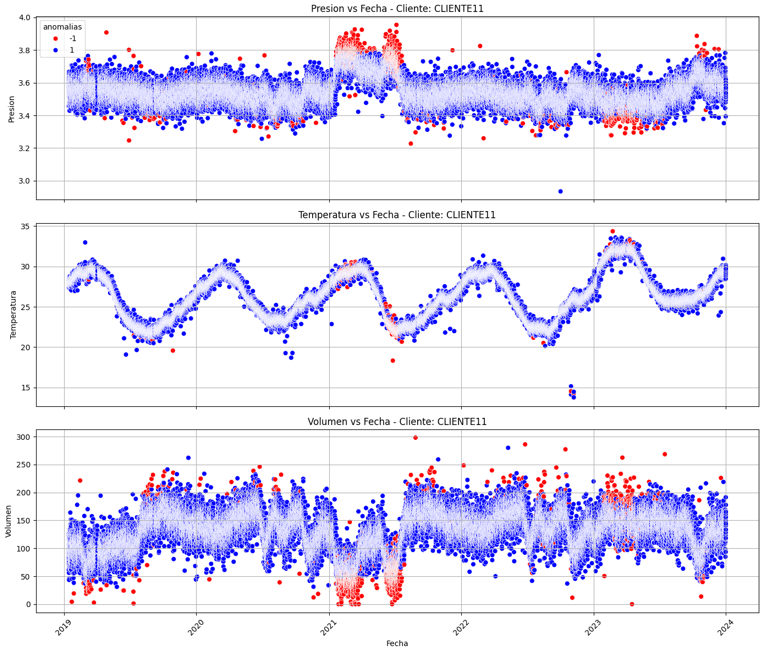 Presion vs Fecha - Cliente: CLIENTE11
anomalias
-1
1
4.0
3.8
3.6
3.4
3.2
3.0
Presion
Temperatura vs Fecha - Cliente: CLIENTE11
35
30
25
20
15
Temperatura
Volumen vs Fecha - Cliente: CLIENTE11
300
250
200
150
100
50
0
Volumen
2019 2020 2021 2022 2023 2024
Fecha